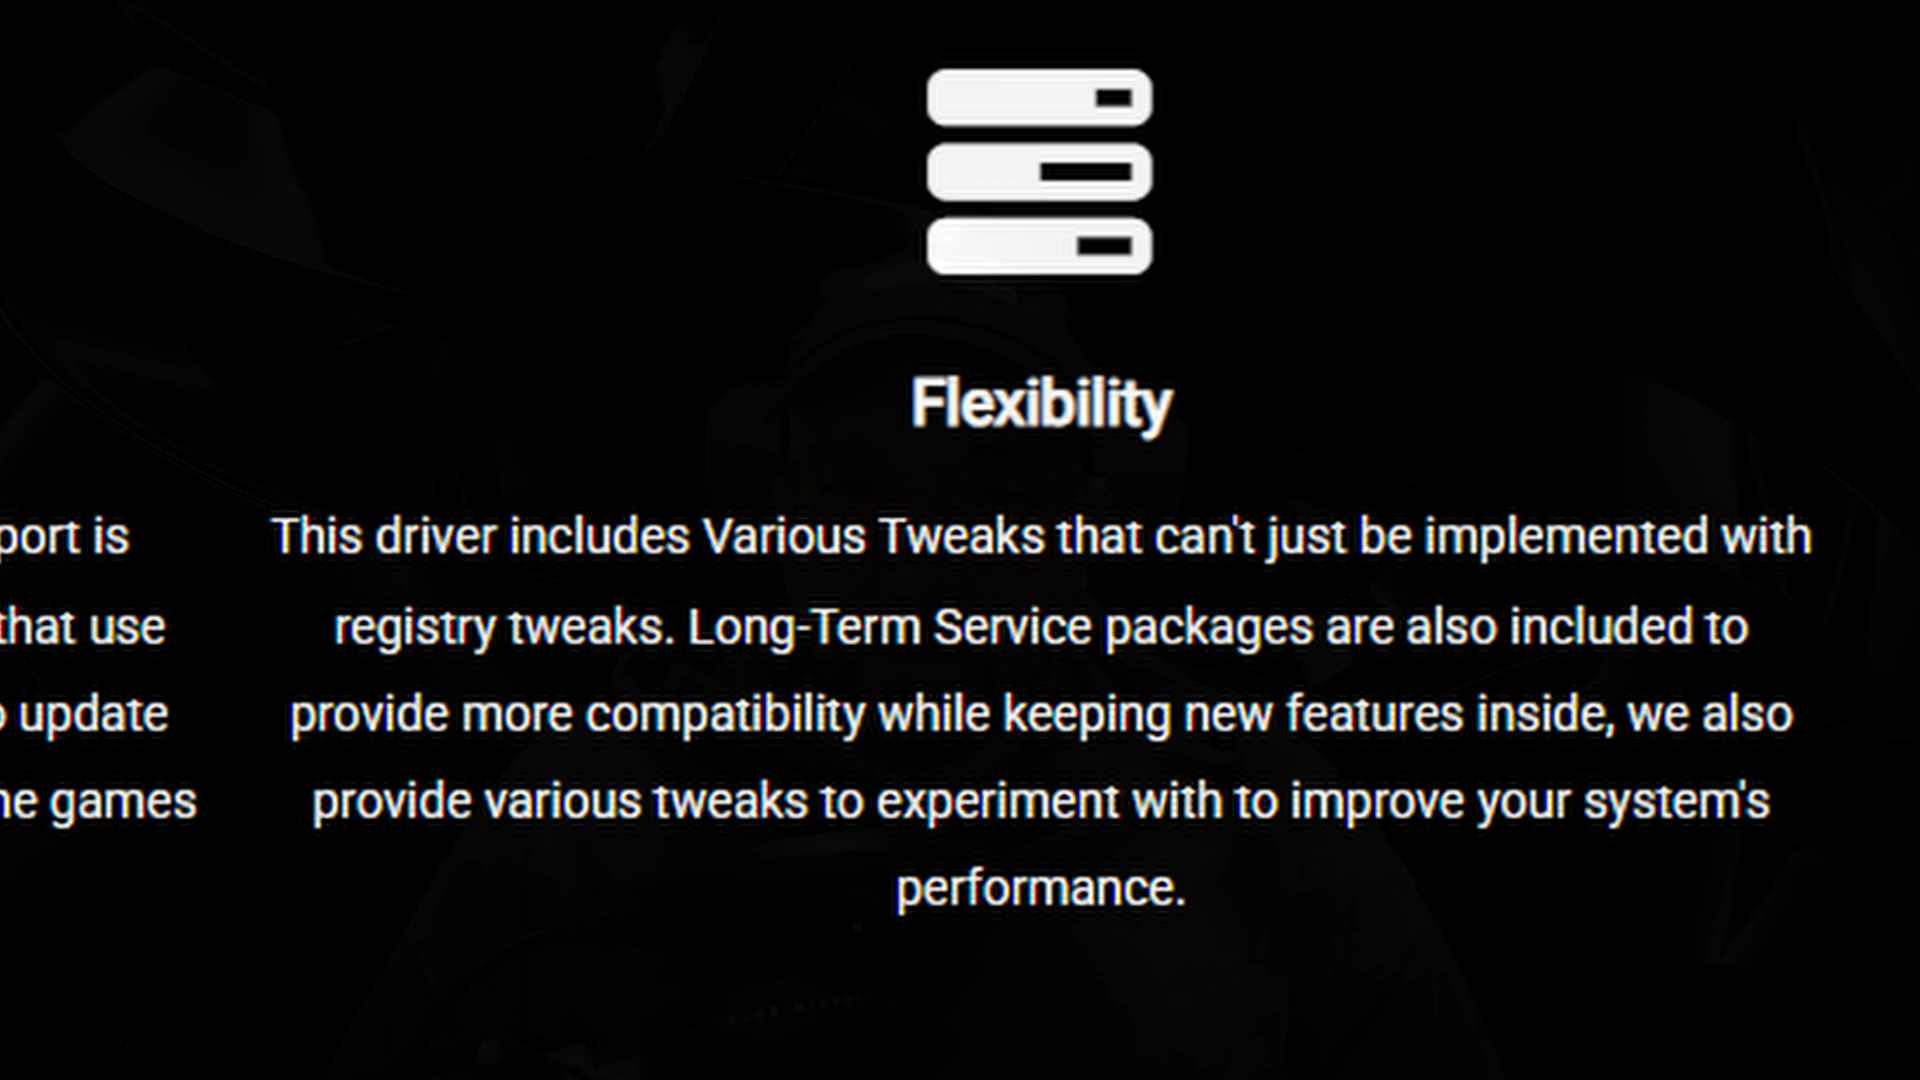 Flexibility
port is
that use
update
games
This driver includes Various Tweaks that can't just be implemented with
registry tweaks. Long-Term Service packages are also included to
provide more compatibility while keeping new features inside, we also
provide various tweaks to experiment with to improve your system's
performance.